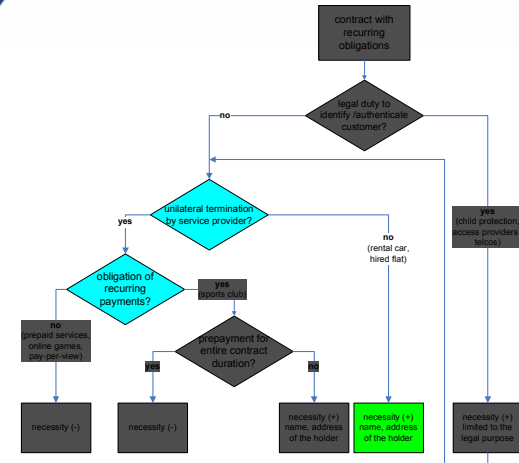 contract with
recurring
obligations
legal duty to
identify /authenticate
customer?
no
unilateral termination
by service provider?
yes
no
(rental car,
hired flat)
yes
(child protection,
access providers
telcos)
obligation of
recurring
payments?
yes
(sports club)
no
(prepaid services,
online games,
pay-per-view)
prepayment for
entire contract
duration?
yes
no
necessity (-)
necessity (-)
necessity (+)
name, address
of the holder
necessity (+)
name, address
of the holder
necessity (+)
limited to the
legal purpose